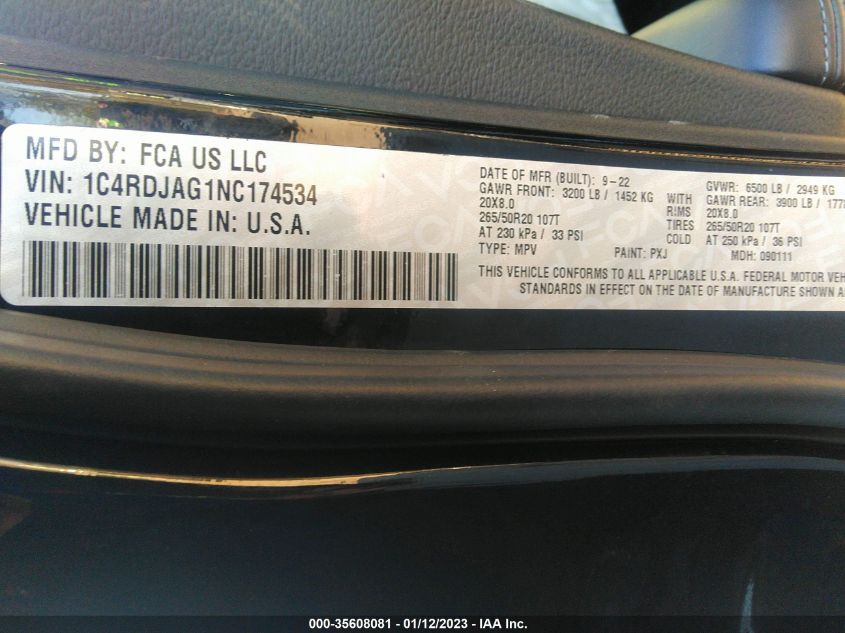 MFD BY: FCA US LLC
VIN: 1C4RDJAG1NC174534
VEHICLE MADE IN: U.S.A.
DATE OF MFR (BUILT): 9-22 GVWR: 6500 LB / 2949 KG
GAWR FRONT: 3200 LB / 1452 KG WITH GAWR REAR: 3900 LB /
20X8.0 RIMS 20X8.0
265/50R20 107T TIRES 265/50R20 107T
AT 230 kPa / 33 PSI COLD AT 250 kPa / 36 PSI
TYPE: MPV PAINT: PXJ MDH: 090111
THIS VEHICLE CONFORMS TO ALL APPLICABLE U.S.A. FEDERAL MOTOR
STANDARDS IN EFFECT ON THE DATE OF MANUFACTURE SHOWN
000-35608081 - 01/12/2023 - IAA Inc.